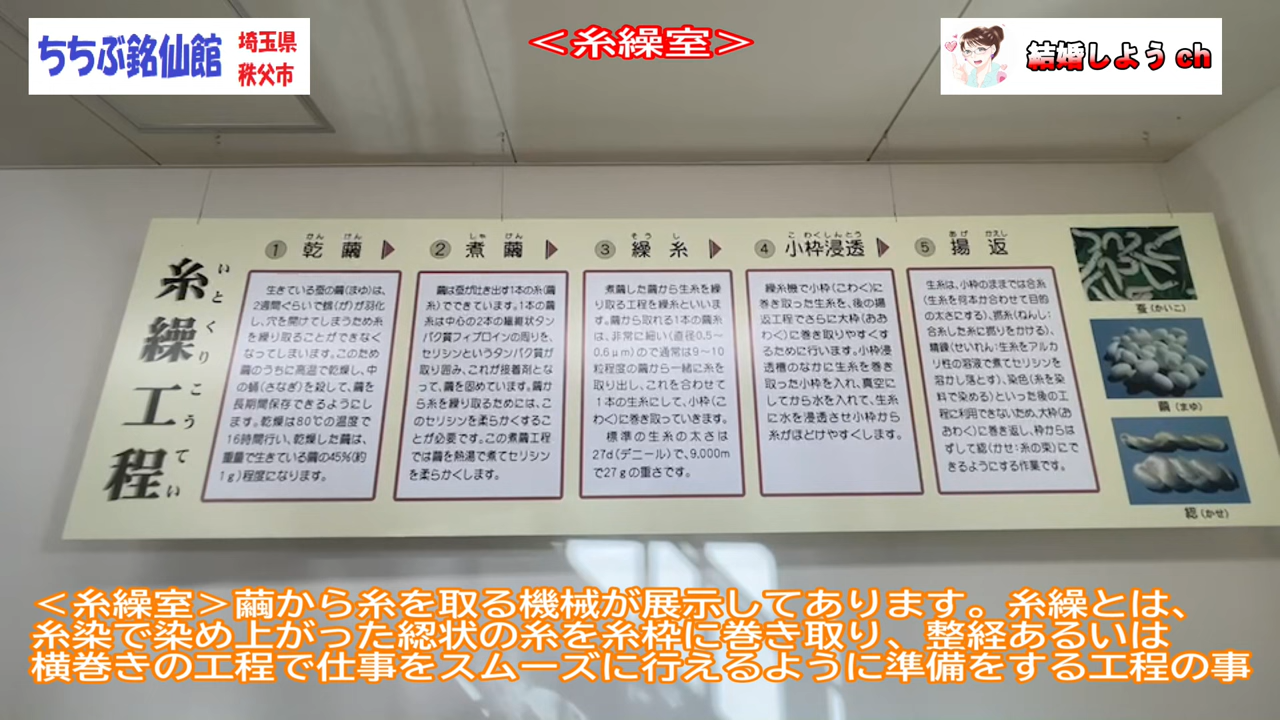 ちちぶ銘仙館
埼玉県
秩父市
＜糸繰室＞
結婚しようch
糸繰り工程
いとくりこうてい
① 乾繭
かん けん
生きている蚕の繭(まゆ)は、
2週間ぐらいで蛾(が)が羽化
し、穴を開けてしまうため糸
を繰り取ることができなく
なってしまいます。このため
繭のうちに高温で乾燥し、中
の蛹(さなぎ)を殺して、繭を
長期間保存できるようにし
ます。乾燥は80℃の温度で
16時間行い、乾燥した繭は、
重量で生きている繭の45％(約
1g)程度になります。
② 煮繭
しゃ けん
繭は蚕が吐き出す1本の糸(繭
糸)でできています。1本の繭
糸は中心の2本の繊維状タン
パク質フィブロインの周りを、
セリシンというタンパク質が
取り囲み、これが接着剤とな
って、繭を固めています。繭か
ら糸を繰り取るためには、こ
のセリシンを柔らかくするこ
とが必要です。この煮繭工程
では繭を熱湯で煮てセリシン
を柔らかくします。
③ 繰糸
そう し
煮繭した繭から生糸を繰
り取る工程を繰糸といいま
す。繭から取れる1本の繭糸
は、非常に細い(直径0.5～
0.6μm)ので通常は9～10
粒程度の繭から一緒に糸を
取り出し、これを合わせて
1本の生糸にして、小枠(こ
わく)に巻き取っていきます。
標準の生糸の太さは
27d(デニール)で、9,000m
で27gの重さです。
④ 小枠浸透
こ わくしんとう
繰糸機で小枠(こわく)に
巻き取った生糸を、後の揚
返工程でさらに大枠(おお
わく)に巻き取りやすくす
るために行います。小枠浸
透槽のなかに生糸を巻き
取った小枠を入れ、真空に
してから水を入れて、生糸
に水を浸透させ小枠から
糸がほどけやすくします。
⑤ 揚返
あげ かえし
生糸は、小枠のままでは合糸
(生糸を何本か合わせて目的
の太さにする)、撚糸(ねんし：
合糸した糸に撚りをかける)、
精練(せいれん：生糸をアルカ
リ性の溶液で煮てセリシンを
溶かし落とす)、染色(糸を染
料で染める)といった後の工
程に利用できないため、大枠(お
おわく)に巻き返し、枠からは
ずして綛(かせ：糸の束)にで
きるようにする作業です。
蚕(かいこ)
繭(まゆ)
綛(かせ)
＜糸繰室＞繭から糸を取る機械が展示してあります。糸繰とは、
糸染で染め上がった綛状の糸を糸枠に巻き取り、整経あるいは
横巻きの工程で仕事をスムーズに行えるように準備をする工程の事